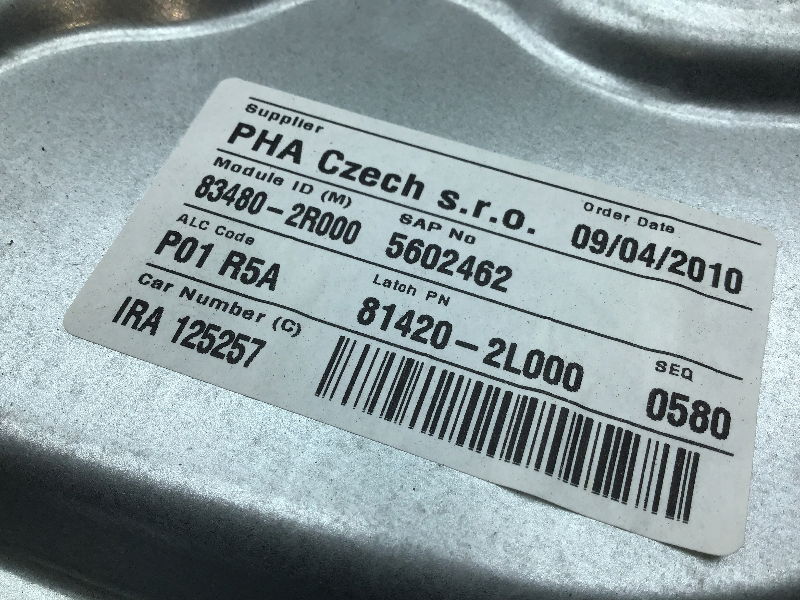 Supplier
PHA Czech s.r.o.
Order Date
09/04/2010
Module ID (M)
83480-2R000
SAP No
5602462
ALC Code
P01 R5A
Latch PN
81420-2L000
SEQ
0580
Car Number (C)
IRA 125257